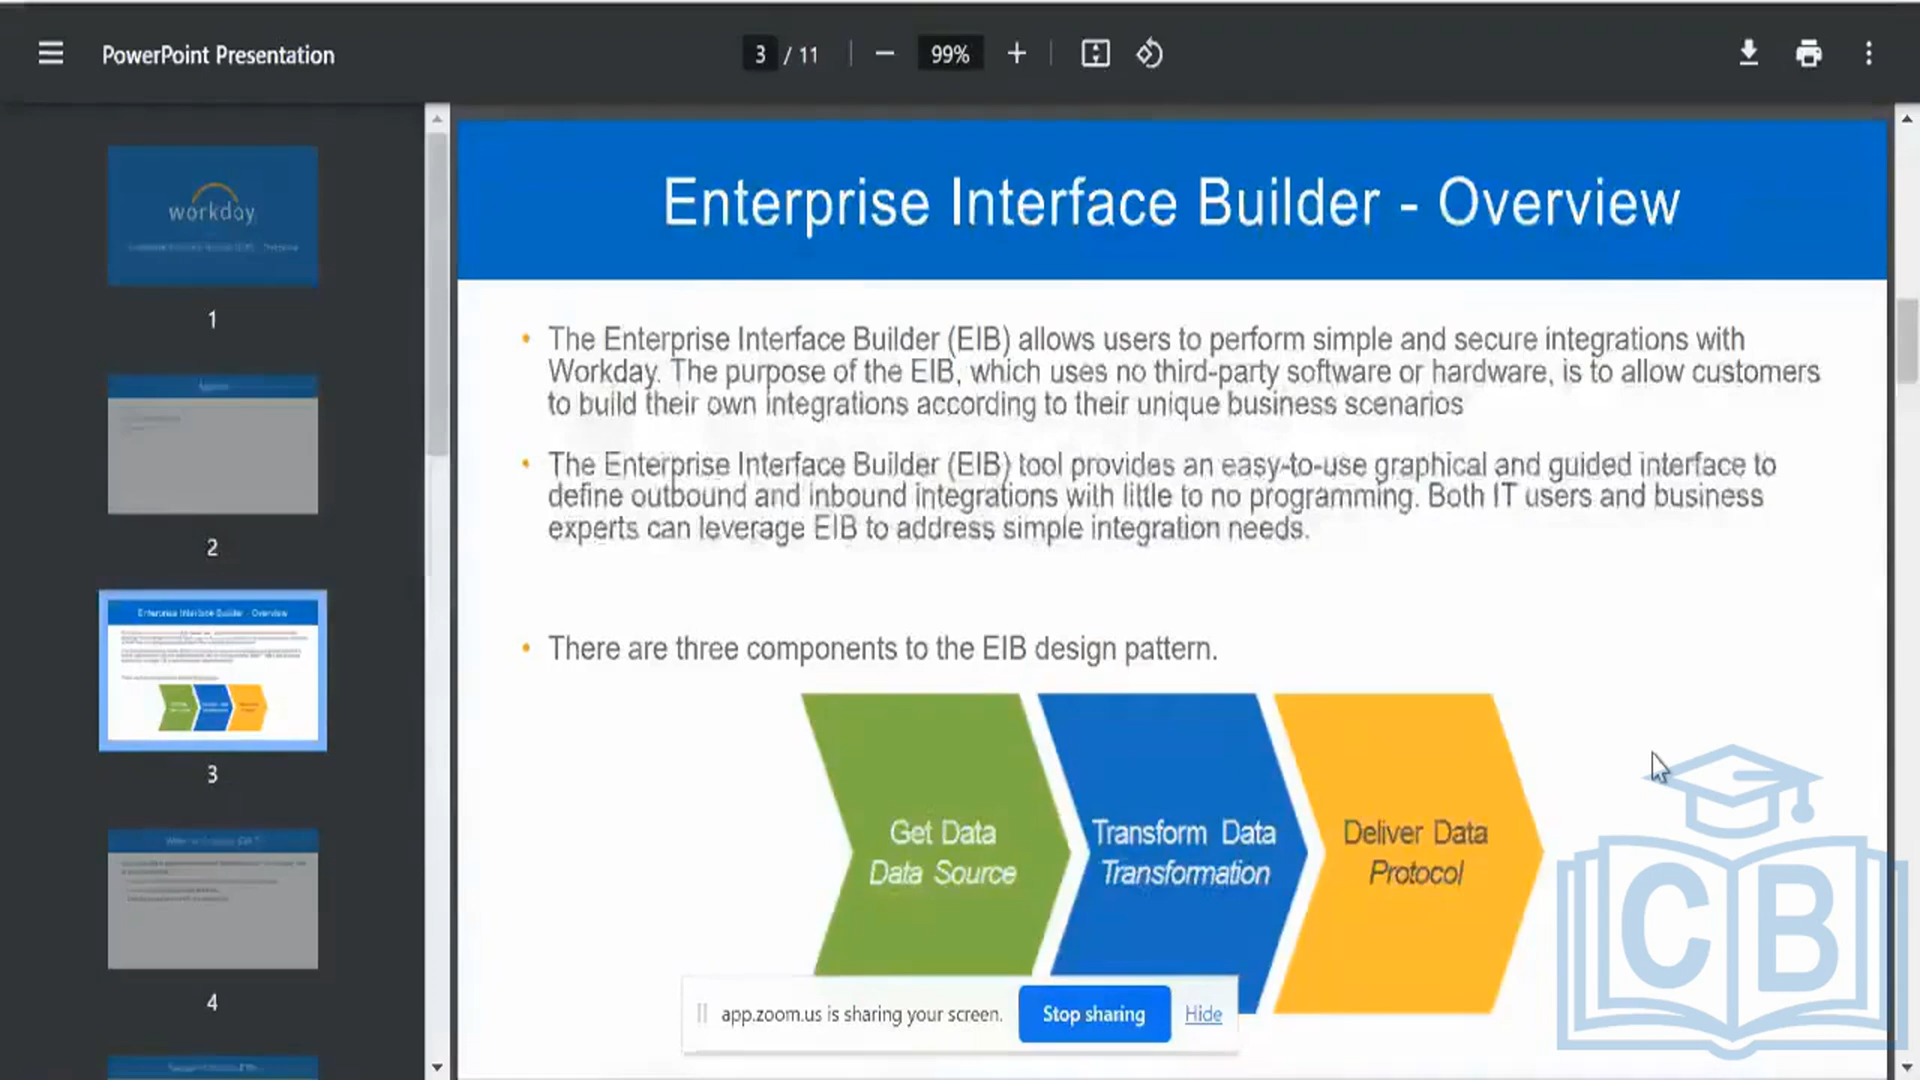 PowerPoint Presentation
3 / 11
99%
workday
1
2
Enterprise Interface Builder - Overview
3
4
Enterprise Interface Builder - Overview
• The Enterprise Interface Builder (EIB) allows users to perform simple and secure integrations with
Workday. The purpose of the EIB, which uses no third-party software or hardware, is to allow customers
to build their own integrations according to their unique business scenarios
• The Enterprise Interface Builder (EIB) tool provides an easy-to-use graphical and guided interface to
define outbound and inbound integrations with little to no programming. Both IT users and business
experts can leverage EIB to address simple integration needs.
• There are three components to the EIB design pattern.
Get Data
Data Source
Transform Data
Transformation
Deliver Data
Protocol
app.zoom.us is sharing your screen.
Stop sharing
Hide
CB